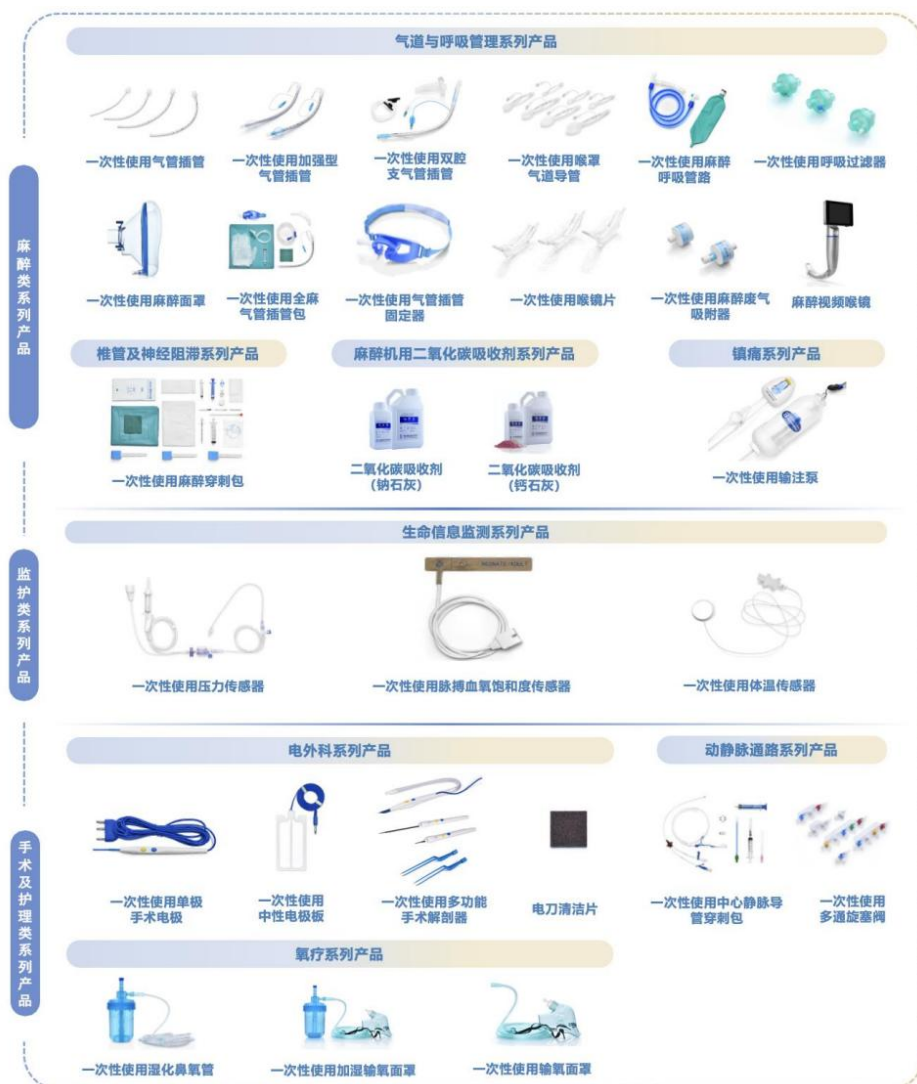 气道与呼吸管理系列产品
一次性使用气管插管
一次性使用加强型
气管插管
一次性使用双腔
支气管插管
一次性使用喉罩
气道导管
一次性使用麻醉
呼吸管路
一次性使用呼吸过滤器
麻醉类系列产品
一次性使用麻醉面罩
一次性使用全麻
气管插管包
一次性使用气管插管
固定器
一次性使用喉镜片
一次性使用麻醉废气
吸附器
麻醉视频喉镜
椎管及神经阻滞系列产品
麻醉机用二氧化碳吸收剂系列产品
镇痛系列产品
一次性使用麻醉穿刺包
二氧化碳吸收剂
(钠石灰)
二氧化碳吸收剂
(钙石灰)
一次性使用输注泵
生命信息监测系列产品
监护类系列产品
NEONATE-ADULT
一次性使用压力传感器
一次性使用脉搏血氧饱和度传感器
一次性使用体温传感器
电外科系列产品
动静脉通路系列产品
手术及护理类系列产品
一次性使用单极
手术电极
一次性使用
中性电极板
一次性使用多功能
手术解剖器
电刀清洁片
一次性使用中心静脉导
管穿刺包
一次性使用
多通旋塞阀
氧疗系列产品
一次性使用湿化鼻氧管
一次性使用加湿输氧面罩
一次性使用输氧面罩